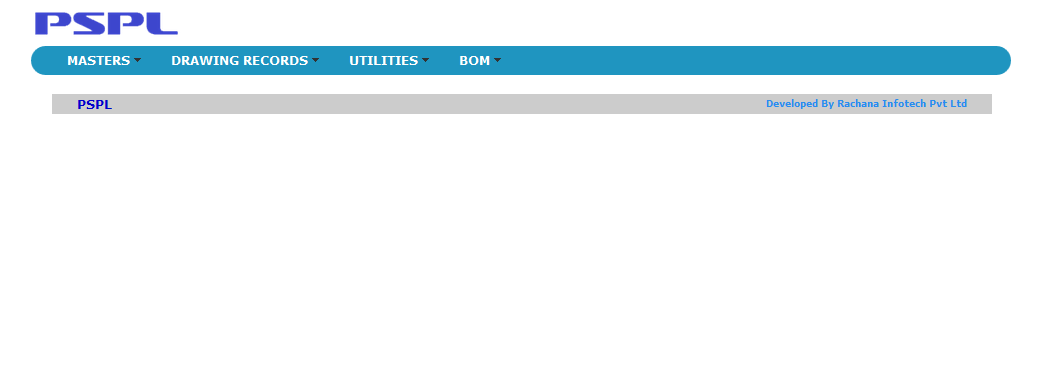 PSPL
MASTERS DRAWING RECORDS UTILITIES BOM
PSPL Developed By Rachana Infotech Pvt Ltd